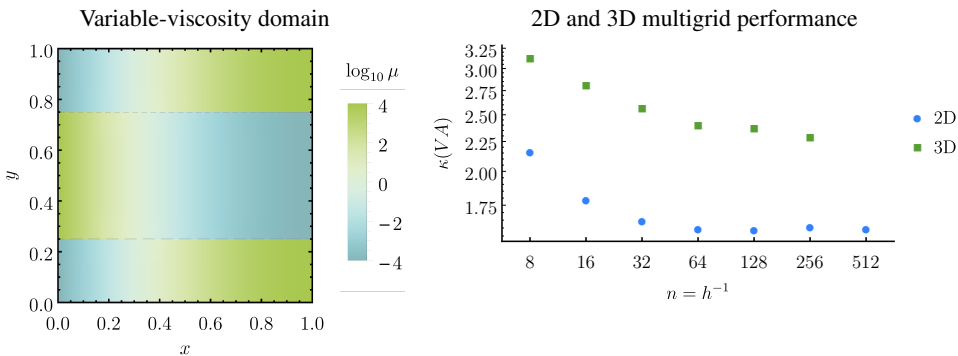 Variable-viscosity domain
1.0
0.8
0.6
0.4
0.2
0.0
y
0.0 0.2 0.4 0.6 0.8 1.0
x
log₁₀ μ
4
2
0
−2
−4
2D and 3D multigrid performance
3.25
3.00
2.75
2.50
2.25
2.00
1.75
κ(VA)
8 16 32 64 128 256 512
n = h⁻¹
2D
3D